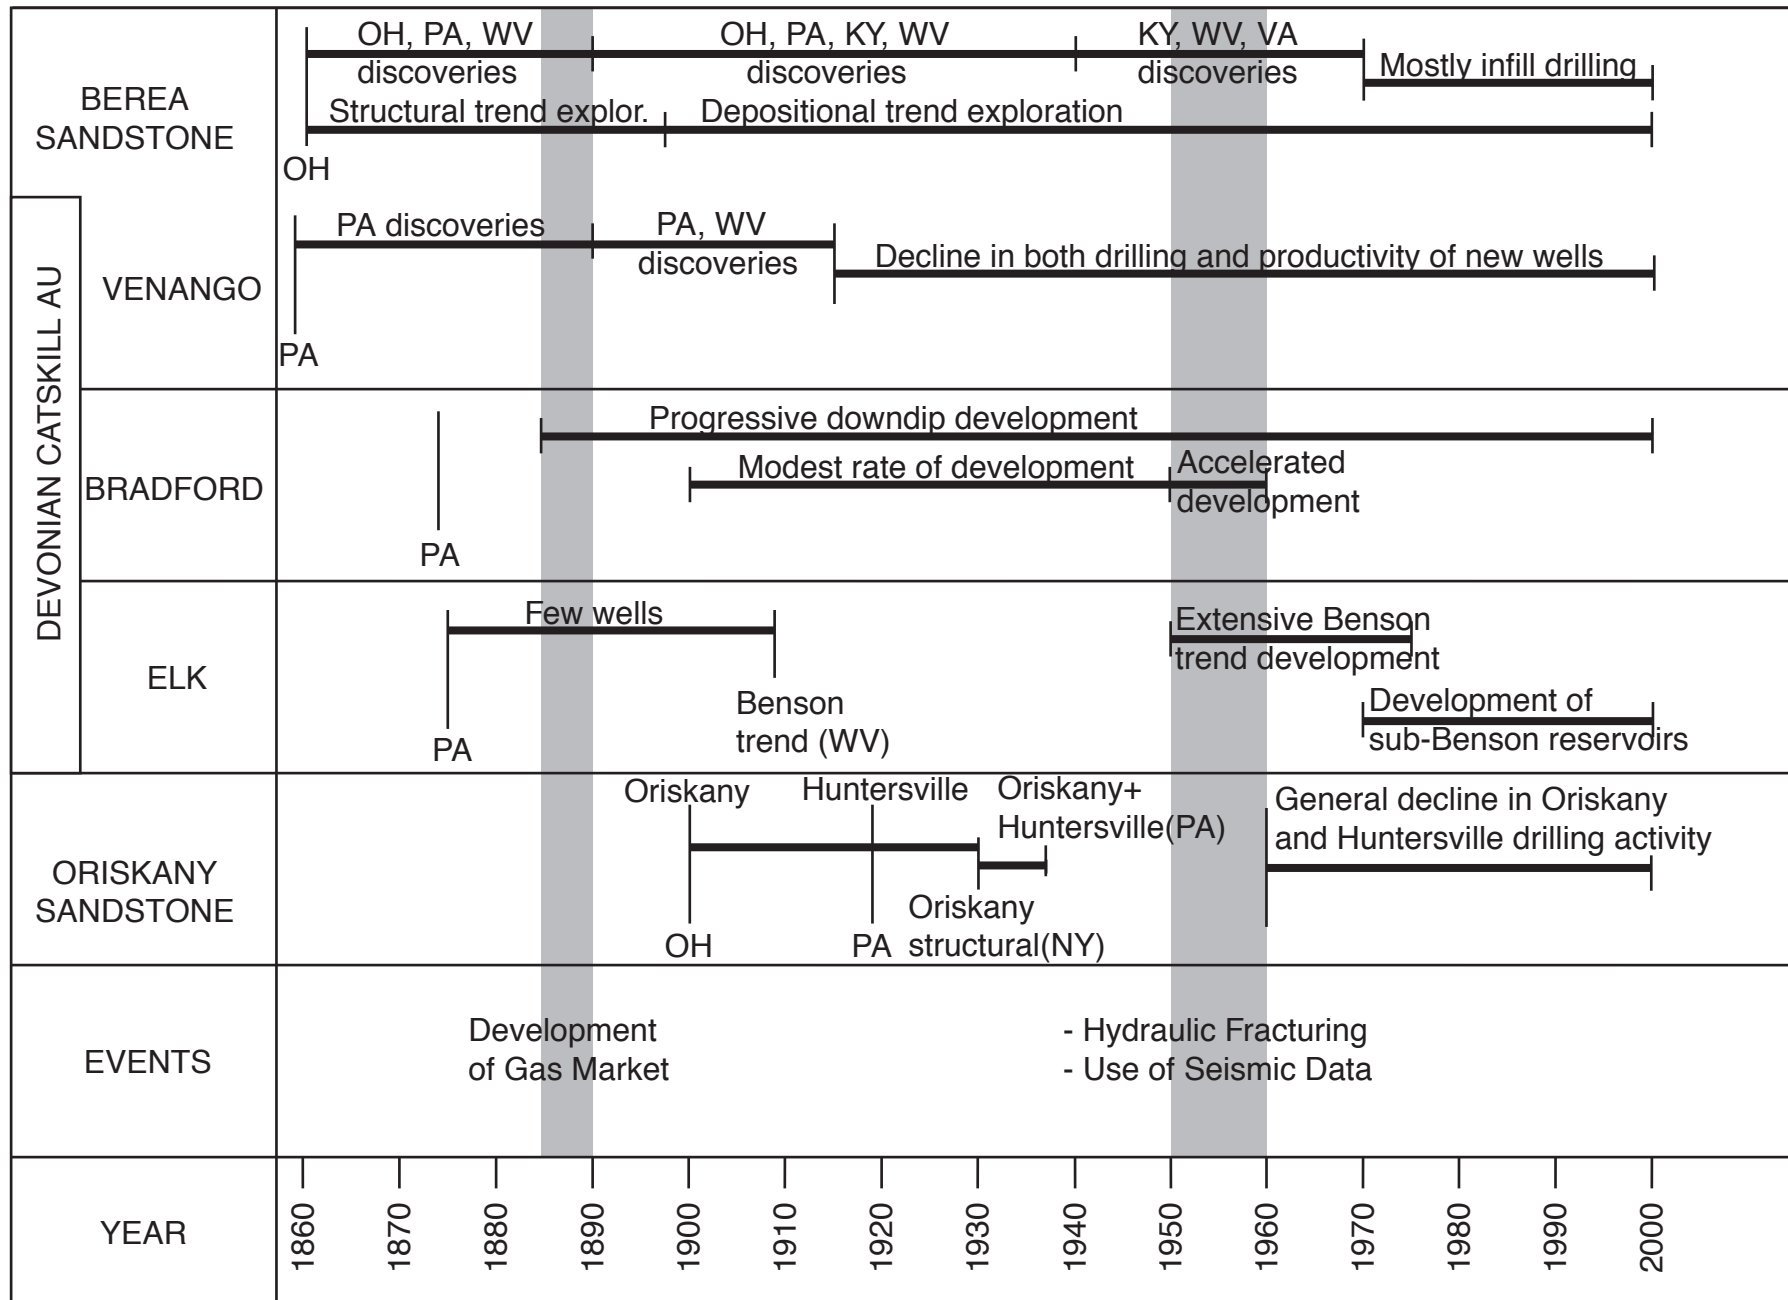 BEREA
SANDSTONE
OH, PA, WV
discoveries
OH, PA, KY, WV
discoveries
KY, WV, VA
discoveries
Mostly infill drilling
Structural trend explor.
Depositional trend exploration
OH
DEVONIAN CATSKILL AU
VENANGO
PA discoveries
PA, WV
discoveries
Decline in both drilling and productivity of new wells
PA
BRADFORD
Progressive downdip development
Modest rate of development
Accelerated
development
PA
ELK
Few wells
PA
Benson
trend (WV)
Extensive Benson
trend development
Development of
sub-Benson reservoirs
ORISKANY
SANDSTONE
Oriskany
OH
Huntersville
PA
Oriskany+
Huntersville(PA)
Oriskany
structural(NY)
General decline in Oriskany
and Huntersville drilling activity
EVENTS
Development
of Gas Market
- Hydraulic Fracturing
- Use of Seismic Data
YEAR
1860
1870
1880
1890
1900
1910
1920
1930
1940
1950
1960
1970
1980
1990
2000